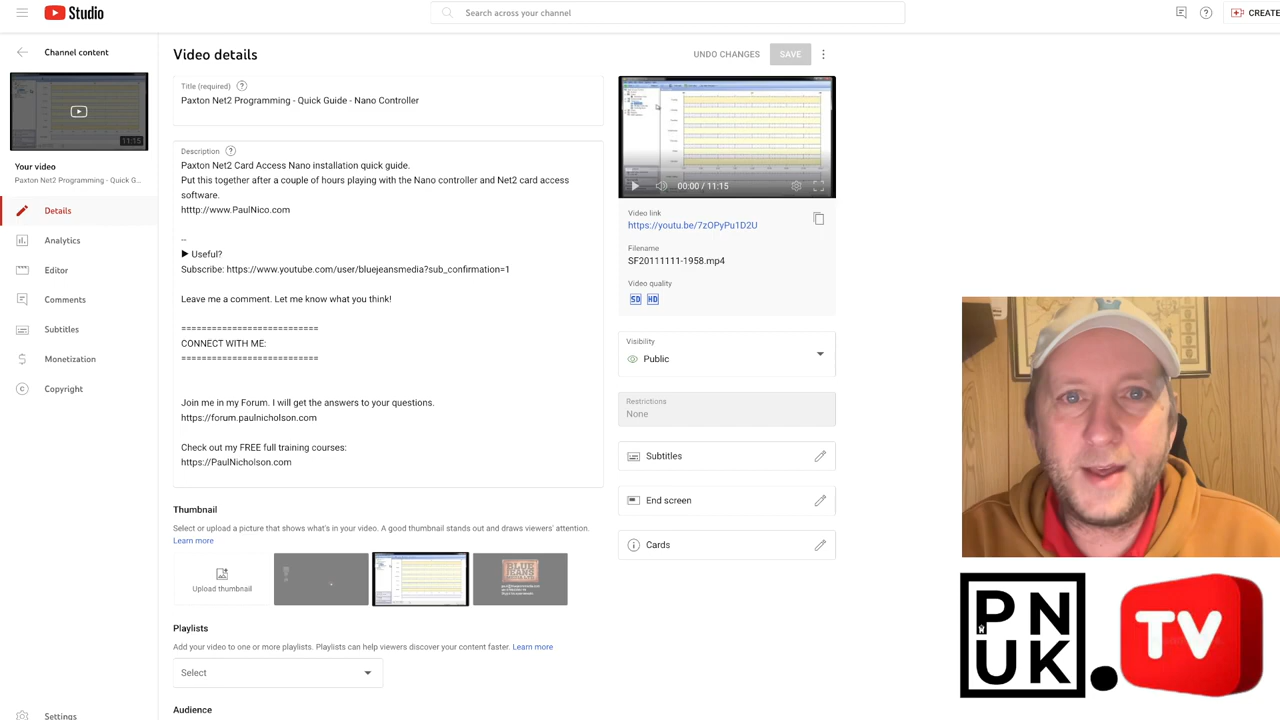 Studio
Search across your channel
CREATE
Channel content
11:15
Your video
Paxton Net2 Programming - Quick G...
Details
Analytics
Editor
Comments
Subtitles
Monetization
Copyright
Settings
Video details
UNDO CHANGES
SAVE
Title (required)
Paxton Net2 Programming - Quick Guide - Nano Controller
Description
Paxton Net2 Card Access Nano installation quick guide.
Put this together after a couple of hours playing with the Nano controller and Net2 card access
software.
htttp://www.PaulNico.com
--
▶ Useful?
Subscribe: https://www.youtube.com/user/bluejeansmedia?sub_confirmation=1
Leave me a comment. Let me know what you think!
===========================
CONNECT WITH ME:
===========================
Join me in my Forum. I will get the answers to your questions.
https://forum.paulnicholson.com
Check out my FREE full training courses:
https://PaulNicholson.com
Thumbnail
Select or upload a picture that shows what's in your video. A good thumbnail stands out and draws viewers' attention.
Learn more
Upload thumbnail
BLUE
JEANS
Playlists
Add your video to one or more playlists. Playlists can help viewers discover your content faster. Learn more
Select
Audience
00:00 / 11:15
Video link
https://youtu.be/7zOPyPu1D2U
Filename
SF20111111-1958.mp4
Video quality
SD HD
Visibility
Public
Restrictions
None
Subtitles
End screen
Cards
PN
UK.
TV